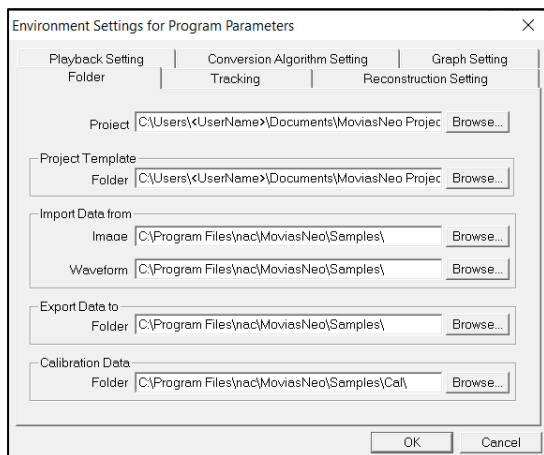 Environment Settings for Program Parameters
Playback Setting Conversion Algorithm Setting Graph Setting
Folder Tracking Reconstruction Setting
Project C:\Users\<UserName>\Documents\MoviasNeo Projec Browse...
Project Template
Folder C:\Users\<UserName>\Documents\MoviasNeo Projec Browse...
Import Data from
Image C:\Program Files\nac\MoviasNeo\Samples\ Browse...
Waveform C:\Program Files\nac\MoviasNeo\Samples\ Browse...
Export Data to
Folder C:\Program Files\nac\MoviasNeo\Samples\ Browse...
Calibration Data
Folder C:\Program Files\nac\MoviasNeo\Samples\Cal\ Browse...
OK Cancel